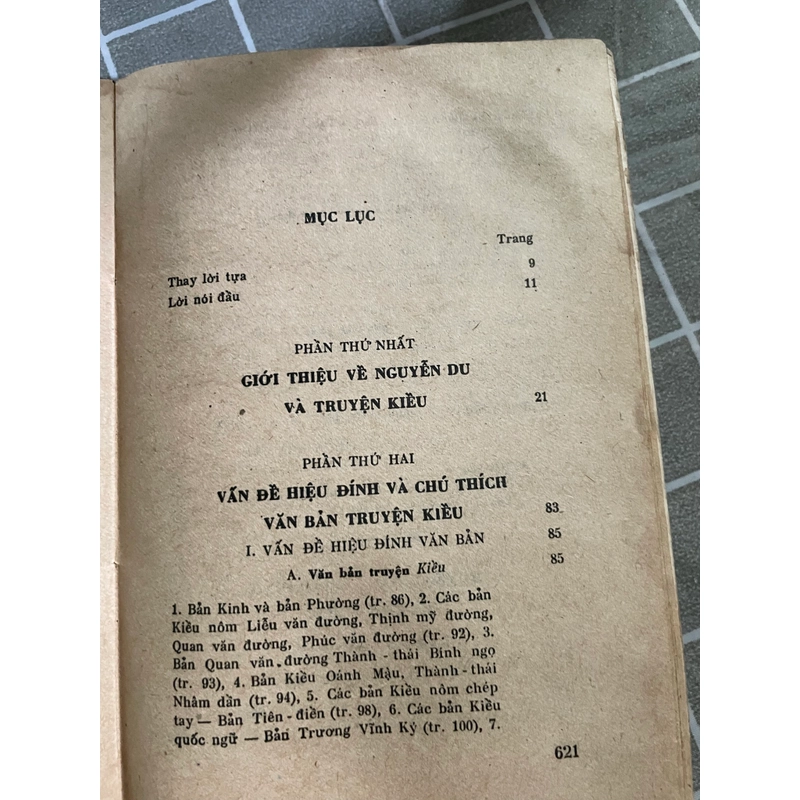 MỤC LỤC
Trang
Thay lời tựa 9
Lời nói đầu 11
PHẦN THỨ NHẤT
GIỚI THIỆU VỀ NGUYỄN DU
VÀ TRUYỆN KIỀU 21
PHẦN THỨ HAI
VẤN ĐỀ HIỆU ĐÍNH VÀ CHÚ THÍCH
VĂN BẢN TRUYỆN KIỀU 83
I. VẤN ĐỀ HIỆU ĐÍNH VĂN BẢN 85
A. Văn bản truyện Kiều 85
1. Bản Kinh và bản Phường (tr. 86), 2. Các bản
Kiều nôm Liễu văn đường, Thịnh mỹ đường,
Quan văn đường, Phúc văn đường (tr. 92), 3.
Bản Quan văn đường Thành - thái Bính ngọ
(tr. 93), 4. Bản Kiều Oánh Mậu, Thành - thái
Nhâm dần (tr. 94), 5. Các bản Kiều nôm chép
tay — Bản Tiên - điền (tr. 98), 6. Các bản Kiều
quốc ngữ — Bản Trương Vĩnh Ký (tr. 100), 7.
621